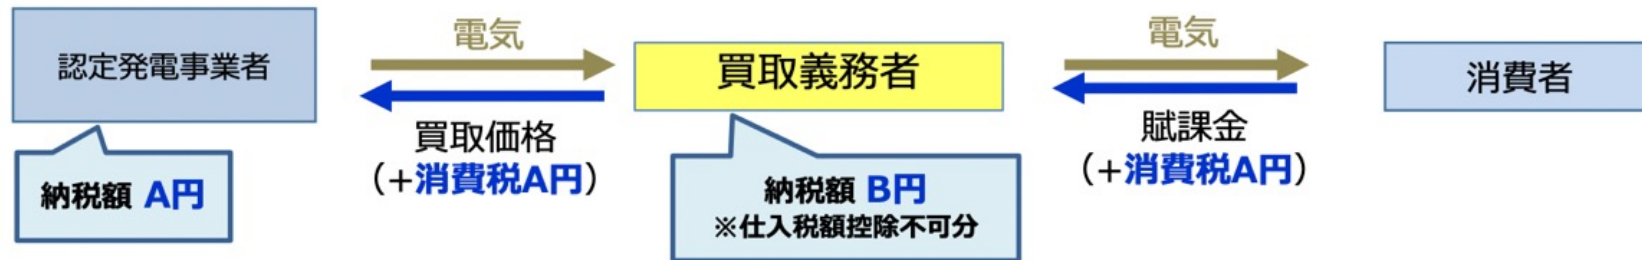 認定発電事業者
電気
買取価格
（+消費税A円）
買取義務者
電気
賦課金
（+消費税A円）
消費者
納税額 A円
納税額 B円
※仕入税額控除不可分